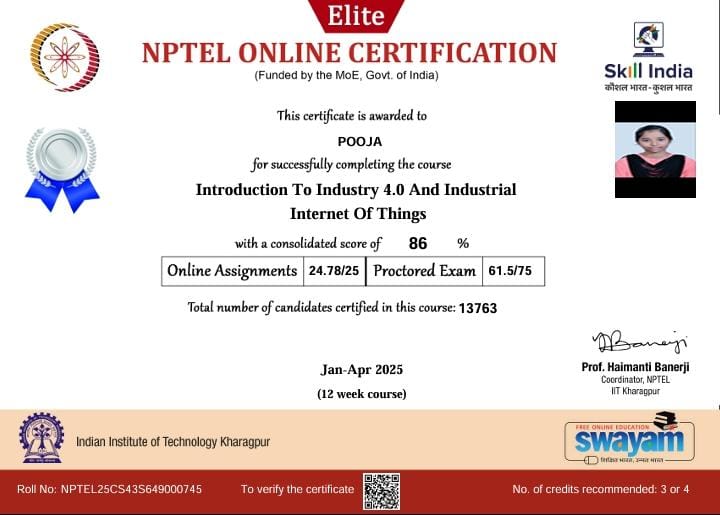 Elite
NPTEL ONLINE CERTIFICATION
(Funded by the MoE, Govt. of India)
Skill India
कौशल भारत - कुशल भारत
This certificate is awarded to
POOJA
for successfully completing the course
Introduction To Industry 4.0 And Industrial
Internet Of Things
with a consolidated score of 86 %
Online Assignments 24.78/25 Proctored Exam 61.5/75
Total number of candidates certified in this course: 13763
Jan-Apr 2025
(12 week course)
Banerji
Prof. Haimanti Banerji
Coordinator, NPTEL
IIT Kharagpur
Indian Institute of Technology Kharagpur
FREE ONLINE EDUCATION
swayam
शिक्षित भारत, उन्नत भारत
Roll No: NPTEL25CS43S649000745 To verify the certificate No. of credits recommended: 3 or 4